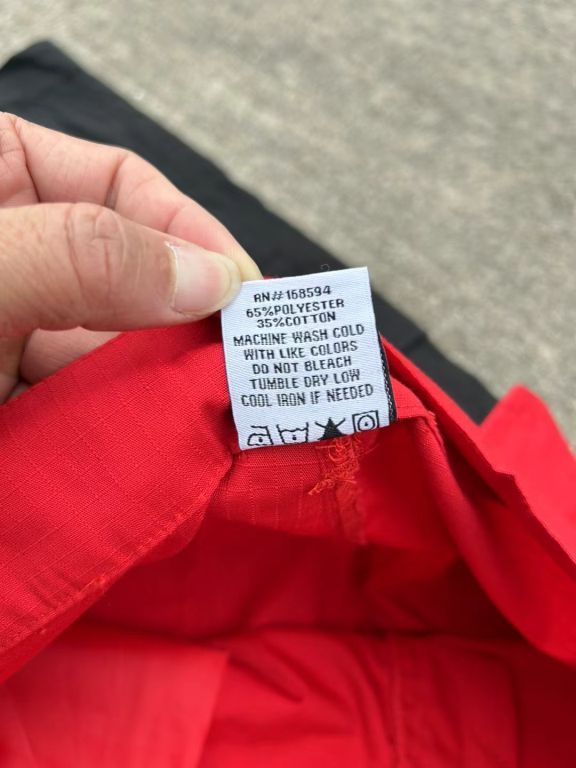 RN#168594
65%POLYESTER
35%COTTON
MACHINE WASH COLD
WITH LIKE COLORS
DO NOT BLEACH
TUMBLE DRY LOW
COOL IRON IF NEEDED